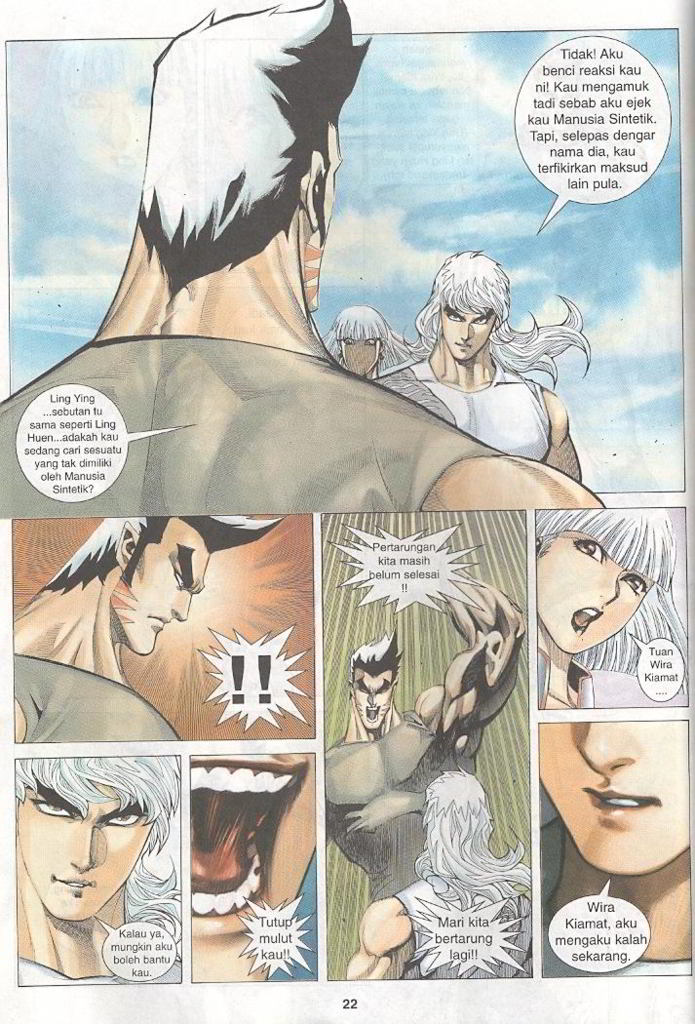 Tidak! Aku
benci reaksi kau
ni! Kau mengamuk
tadi sebab aku ejek
kau Manusia Sintetik.
Tapi, selepas dengar
nama dia, kau
terfikirkan maksud
lain pula.
Ling Ying
...sebutan tu
sama seperti Ling
Huen...adakah kau
sedang cari sesuatu
yang tak dimiliki
oleh Manusia
Sintetik?
!!
Pertarungan
kita masih
belum selesai
!!
Tuan
Wira
Kiamat
....
Kalau ya,
mungkin aku
boleh bantu
kau.
Tutup
mulut
kau!!
Mari kita
bertarung
lagi!!
Wira
Kiamat, aku
mengaku kalah
sekarang.
22